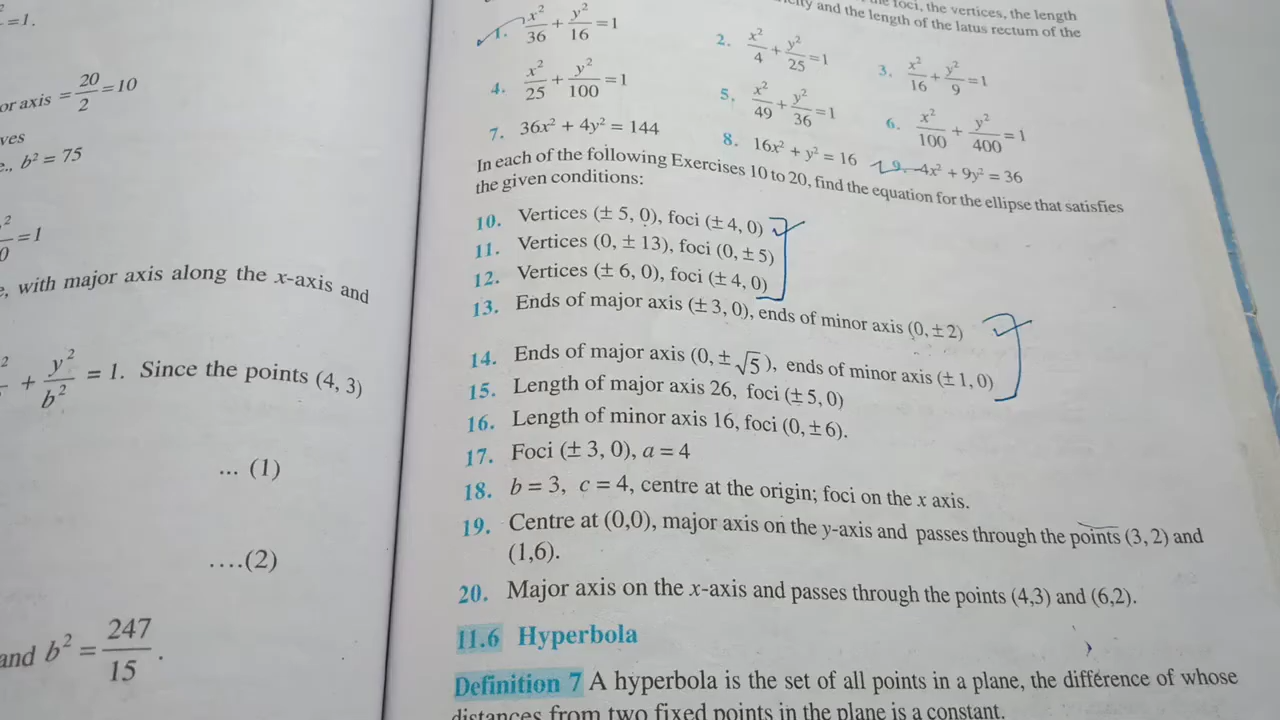 =1.
or axis = 20/2 = 10
ves
e., b² = 75
=1
e, with major axis along the x-axis and
+ y²/b² = 1. Since the points (4, 3)
... (1)
....(2)
and b² = 247/15.
the foci, the vertices, the length
and the length of the latus rectum of the
1. x²/36 + y²/16 = 1
2. x²/4 + y²/25 = 1
3. x²/16 + y²/9 = 1
4. x²/25 + y²/100 = 1
5. x²/49 + y²/36 = 1
6. x²/100 + y²/400 = 1
7. 36x² + 4y² = 144
8. 16x² + y² = 16
9. 4x² + 9y² = 36
In each of the following Exercises 10 to 20, find the equation for the ellipse that satisfies
the given conditions:
10. Vertices (± 5, 0), foci (± 4, 0)
11. Vertices (0, ± 13), foci (0, ± 5)
12. Vertices (± 6, 0), foci (± 4, 0)
13. Ends of major axis (± 3, 0), ends of minor axis (0, ± 2)
14. Ends of major axis (0, ± √5), ends of minor axis (± 1, 0)
15. Length of major axis 26, foci (± 5, 0)
16. Length of minor axis 16, foci (0, ± 6).
17. Foci (± 3, 0), a = 4
18. b = 3, c = 4, centre at the origin; foci on the x axis.
19. Centre at (0,0), major axis on the y-axis and passes through the points (3, 2) and
(1,6).
20. Major axis on the x-axis and passes through the points (4,3) and (6,2).
11.6 Hyperbola
Definition 7 A hyperbola is the set of all points in a plane, the difference of whose
distances from two fixed points in the plane is a constant.